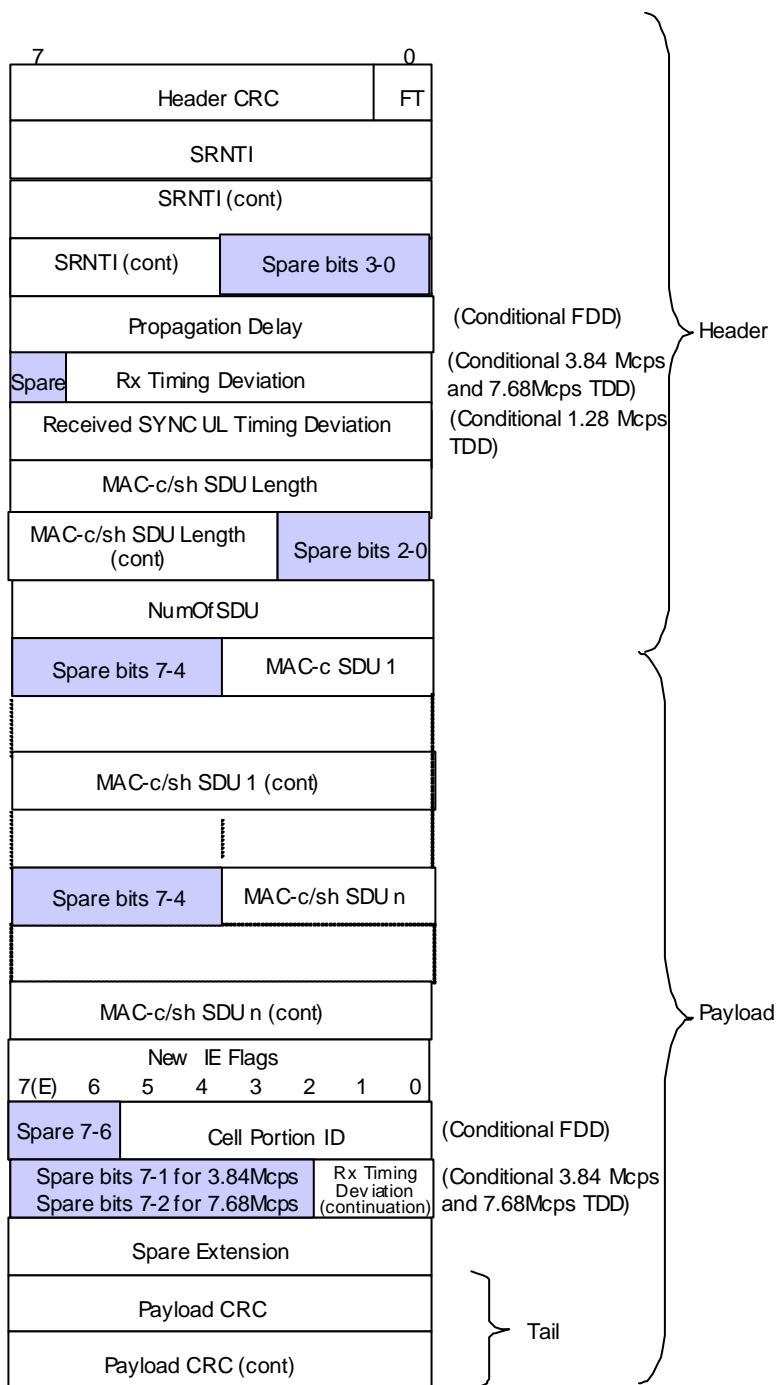 7 0
Header CRC FT
SRNTI
SRNTI (cont)
SRNTI (cont) Spare bits 3-0
Propagation Delay (Conditional FDD)
Header
Spare Rx Timing Deviation (Conditional 3.84 Mcps
and 7.68Mcps TDD)
Received SYNC UL Timing Deviation (Conditional 1.28 Mcps
TDD)
MAC-c/sh SDU Length
MAC-c/sh SDU Length
(cont)
Spare bits 2-0
NumOfSDU
Spare bits 7-4 MAC-c SDU 1
MAC-c/sh SDU 1 (cont)
Spare bits 7-4 MAC-c/sh SDU n
MAC-c/sh SDU n (cont)
Payload
New IE Flags
7(E) 6 5 4 3 2 1 0
Spare 7-6 Cell Portion ID (Conditional FDD)
Spare bits 7-1 for 3.84Mcps
Spare bits 7-2 for 7.68Mcps
Rx Timing
Deviation
(continuation)
(Conditional 3.84 Mcps
and 7.68Mcps TDD)
Spare Extension
Payload CRC
Tail
Payload CRC (cont)